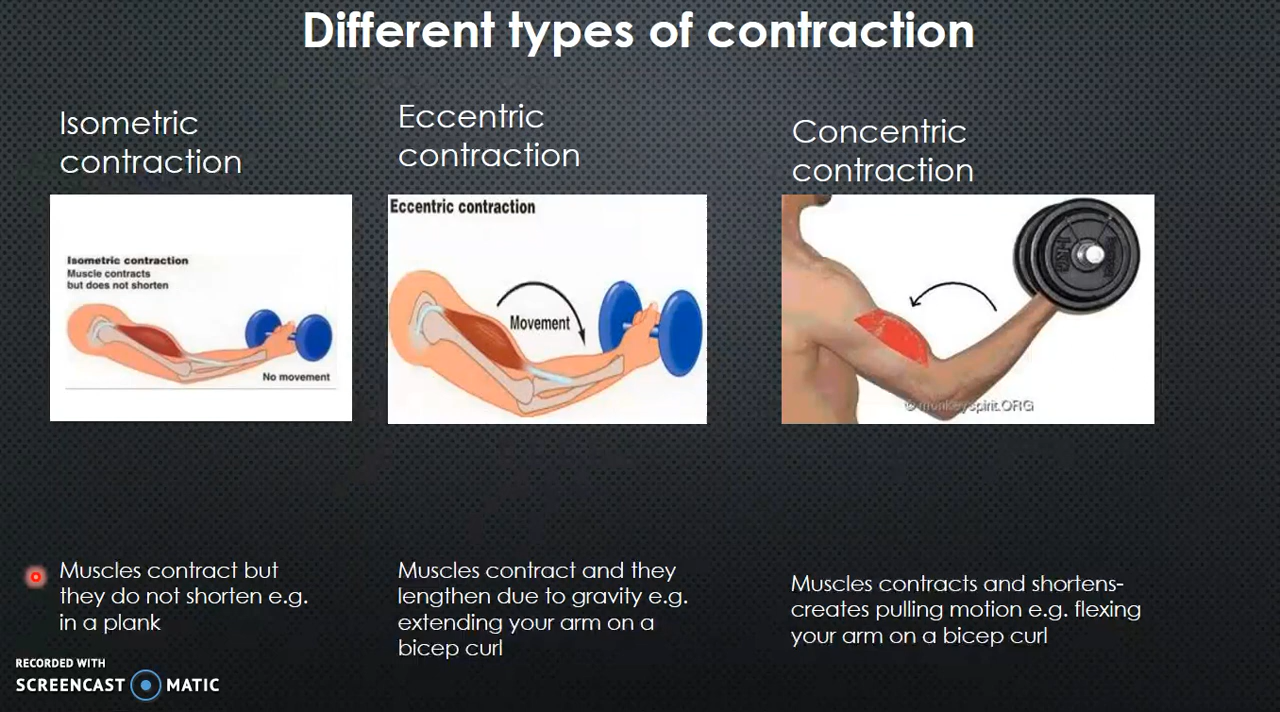 Different types of contraction
Isometric
contraction
Eccentric
contraction
Concentric
contraction
Isometric contraction
Muscle contracts
but does not shorten
No movement
Eccentric contraction
Movement
© monkeyspirit.ORG
Muscles contract but
they do not shorten e.g.
in a plank
Muscles contract and they
lengthen due to gravity e.g.
extending your arm on a
bicep curl
Muscles contracts and shortens-
creates pulling motion e.g. flexing
your arm on a bicep curl
RECORDED WITH
SCREENCAST MATIC